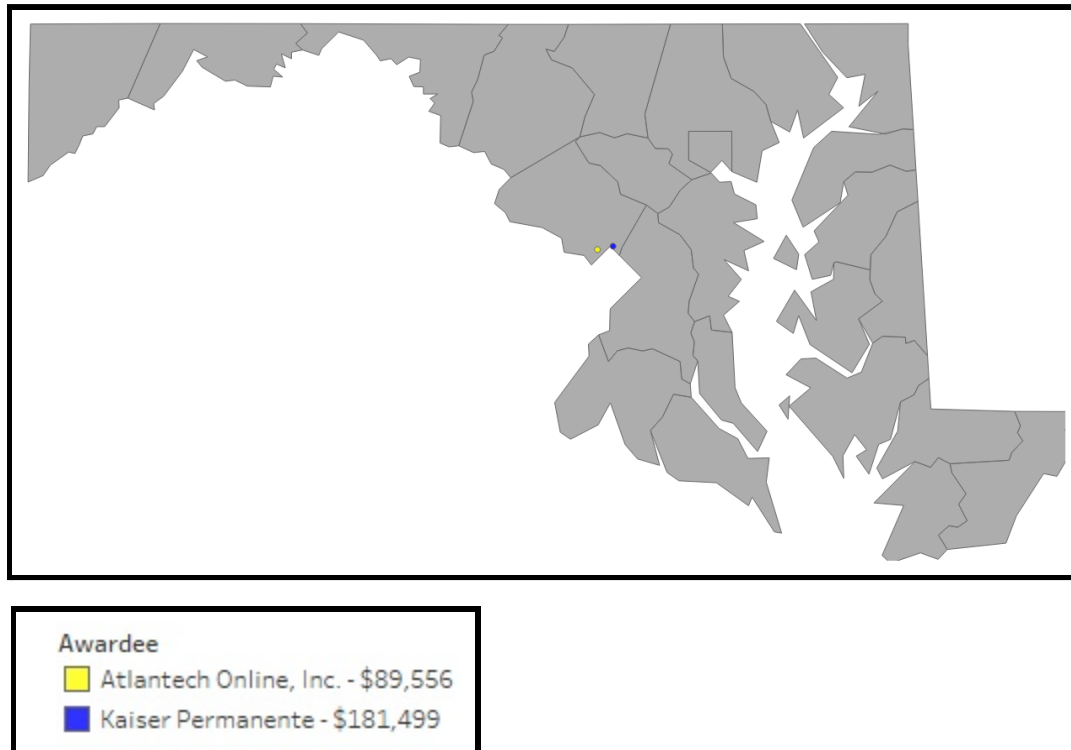 Awardee
Atlantech Online, Inc. - $89,556
Kaiser Permanente - $181,499